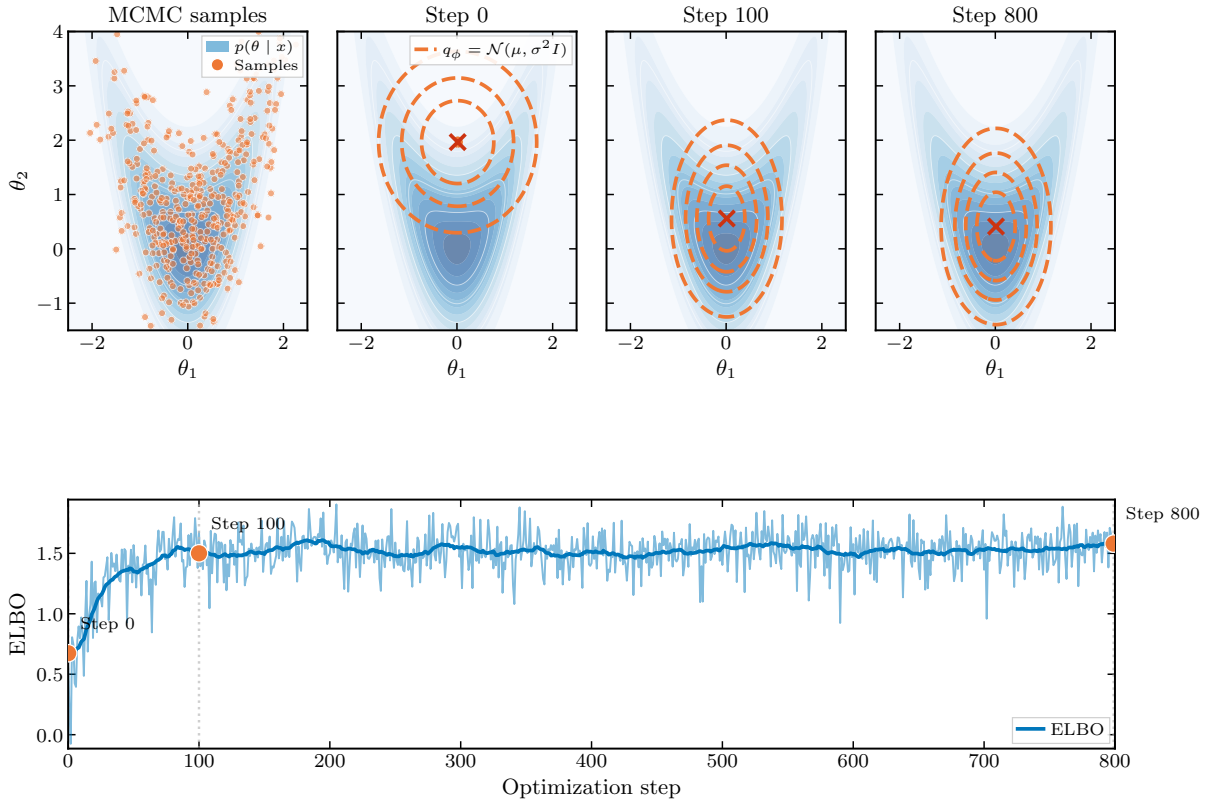 MCMC samples
Step 0
Step 100
Step 800
p(θ | x)
Samples
q_ϕ = 𝒩(μ, σ²I)
θ₂
4
3
2
1
0
−1
−2 0 2
−2 0 2
−2 0 2
−2 0 2
θ₁
θ₁
θ₁
θ₁
Step 0
Step 100
Step 800
ELBO
1.5
1.0
0.5
0.0
ELBO
0 100 200 300 400 500 600 700 800
Optimization step